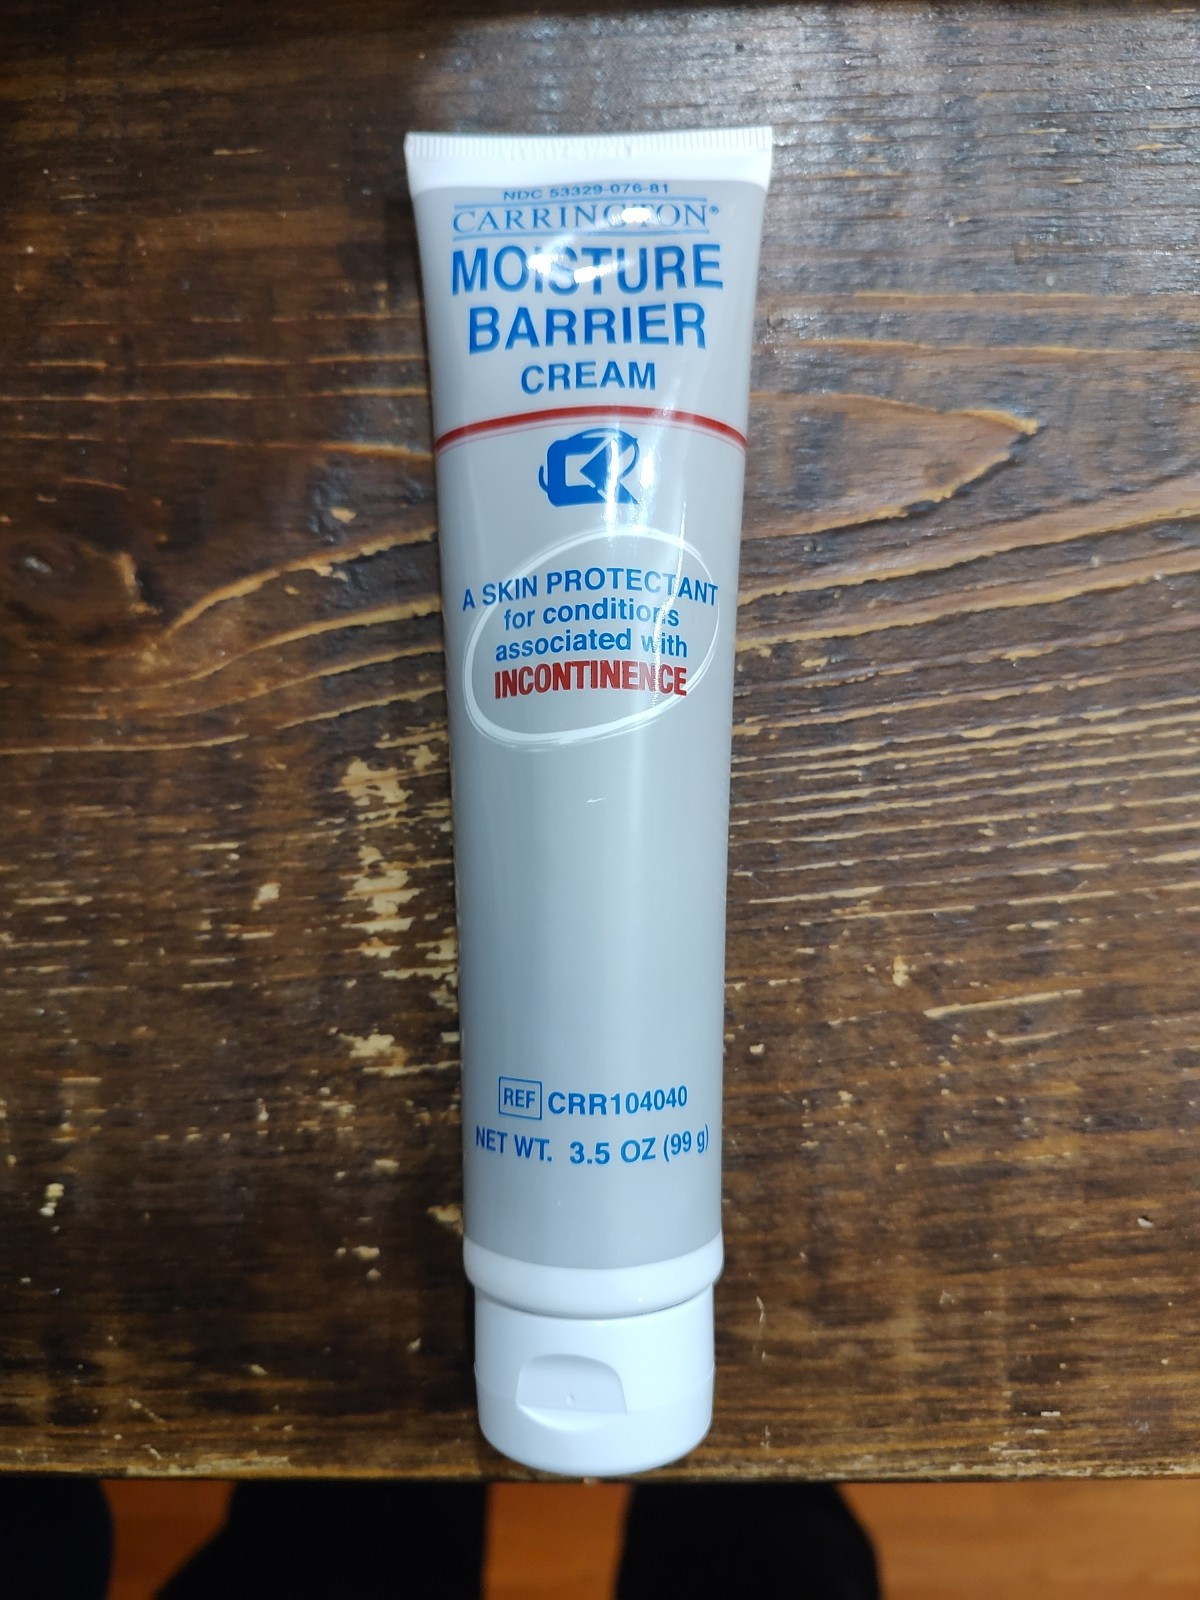 NDC 53329-076-81
CARRINGTON®
MOISTURE
BARRIER
CREAM
A SKIN PROTECTANT
for conditions
associated with
INCONTINENCE
REF CRR104040
NET WT. 3.5 OZ (99 g)